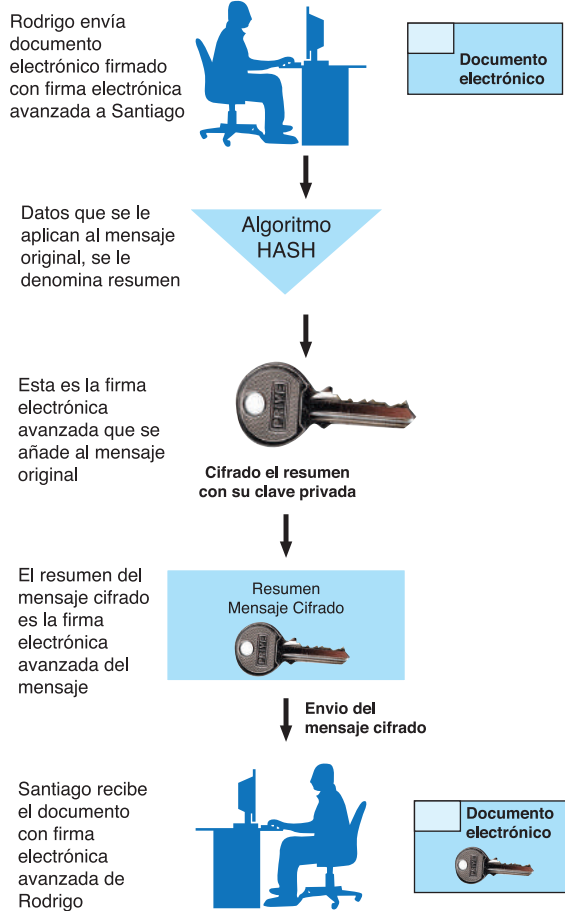 Rodrigo envía
documento
electrónico firmado
con firma electrónica
avanzada a Santiago
Documento
electrónico
Datos que se le
aplican al mensaje
original, se le
denomina resumen
Algoritmo
HASH
Esta es la firma
electrónica
avanzada que se
añade al mensaje
original
PRIVE
Cifrado el resumen
con su clave privada
El resumen del
mensaje cifrado
es la firma
electrónica
avanzada del
mensaje
Resumen
Mensaje Cifrado
PRIVE
Envio del
mensaje cifrado
Santiago recibe
el documento
con firma
electrónica
avanzada de
Rodrigo
Documento
electrónico